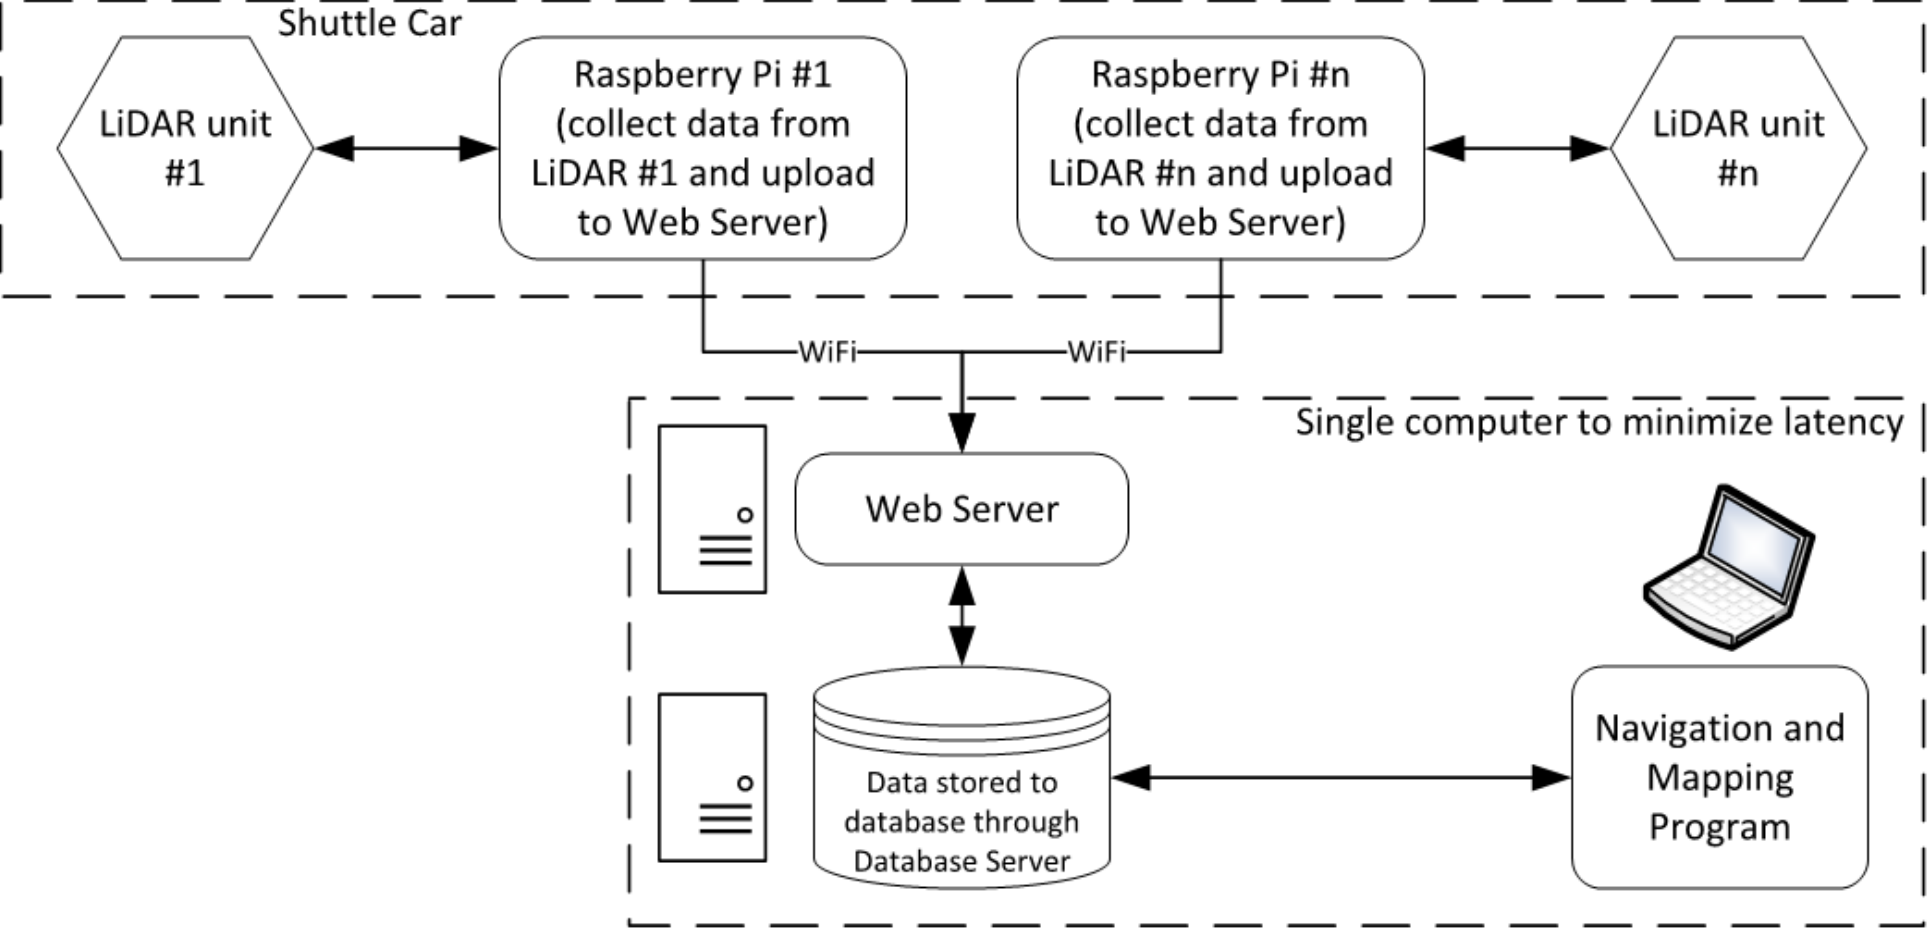 Shuttle Car
LiDAR unit
#1
Raspberry Pi #1
(collect data from
LiDAR #1 and upload
to Web Server)
Raspberry Pi #n
(collect data from
LiDAR #n and upload
to Web Server)
LiDAR unit
#n
WiFi
WiFi
Single computer to minimize latency
Web Server
Data stored to
database through
Database Server
Navigation and
Mapping
Program